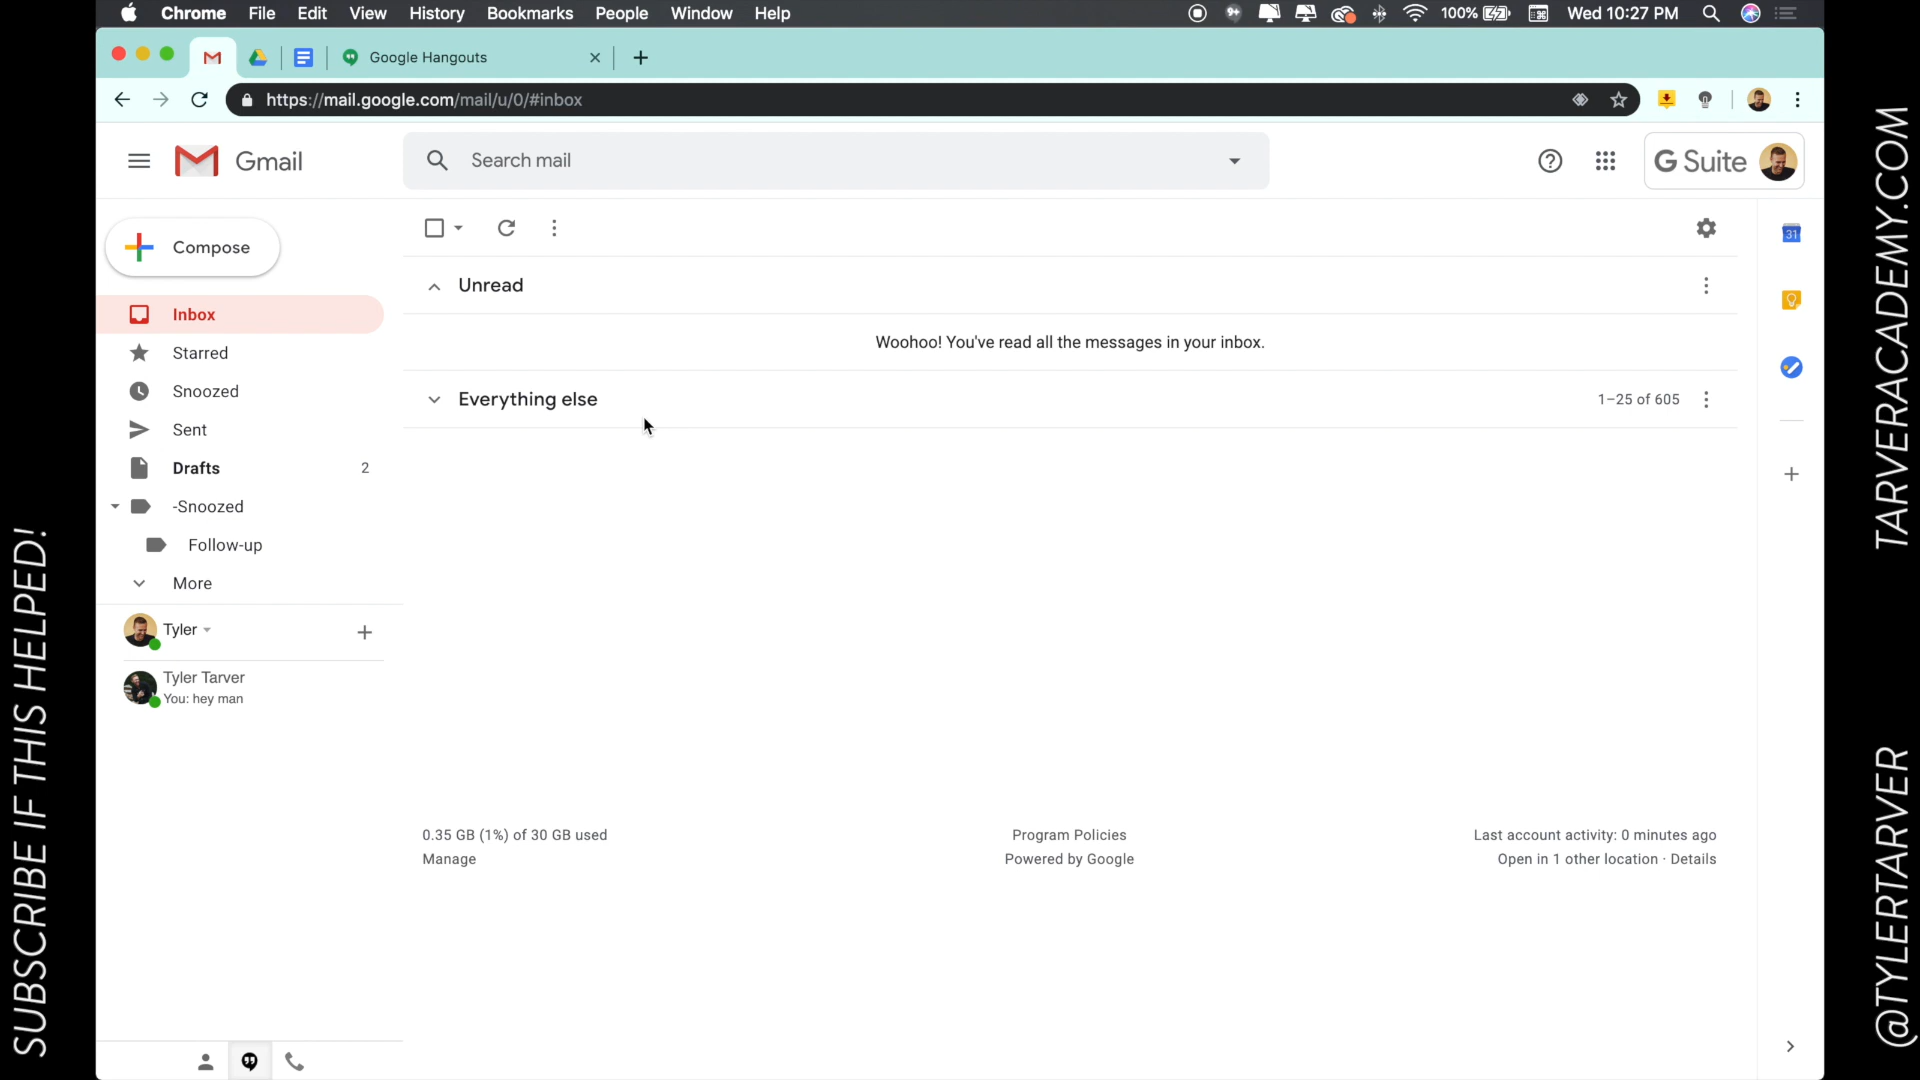 Chrome File Edit View History Bookmarks People Window Help
9+ 100% Wed 10:27 PM
Google Hangouts
https://mail.google.com/mail/u/0/#inbox
Gmail
Search mail
G Suite
Compose
31
Inbox
Unread
Woohoo! You've read all the messages in your inbox.
Starred
Snoozed
Everything else
1–25 of 605
Sent
Drafts 2
-Snoozed
Follow-up
More
Tyler
Tyler Tarver
You: hey man
0.35 GB (1%) of 30 GB used
Manage
Program Policies
Powered by Google
Last account activity: 0 minutes ago
Open in 1 other location · Details
SUBSCRIBE IF THIS HELPED!
TARVERACADEMY.COM
@TYLERTARVER